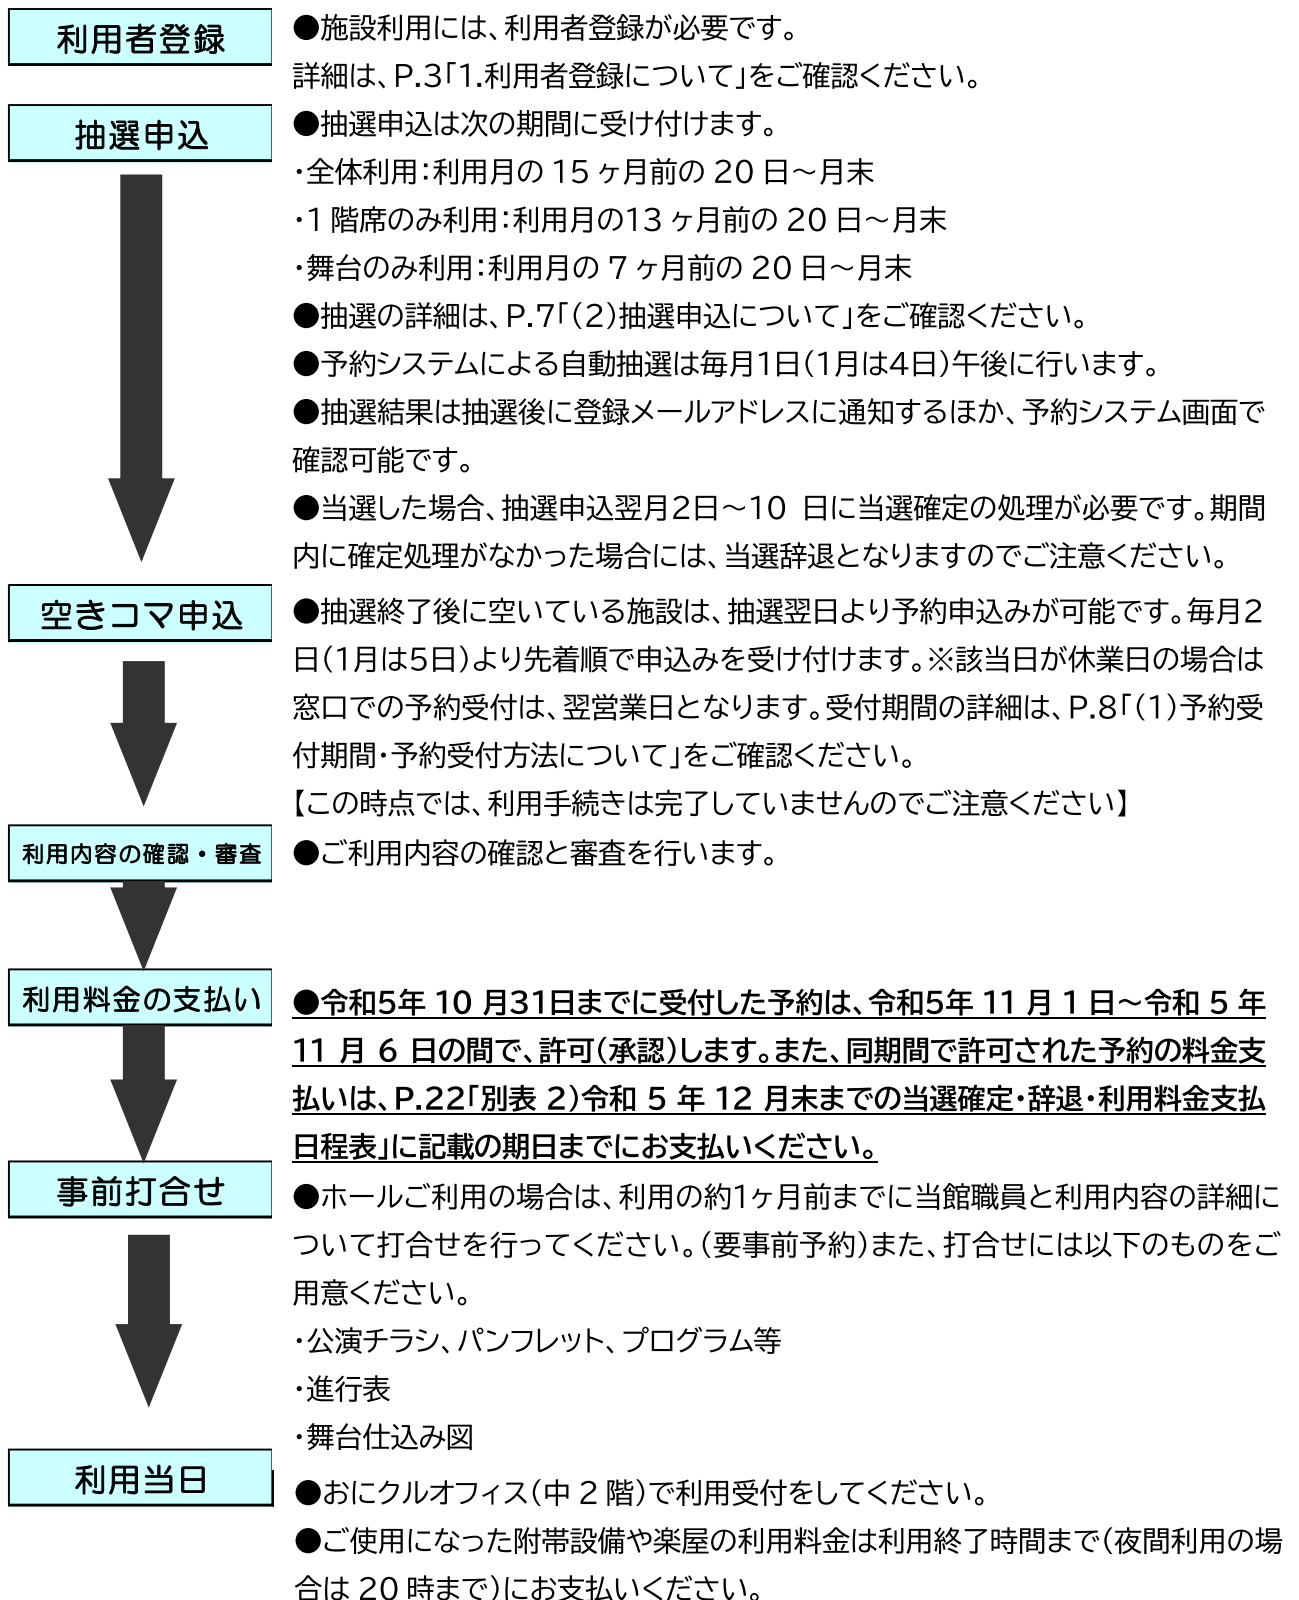 利用者登録
●施設利用には、利用者登録が必要です。
詳細は、P.3「1.利用者登録について」をご確認ください。
抽選申込
●抽選申込は次の期間に受け付けます。
・全体利用：利用月の 15 ヶ月前の 20 日～月末
・1 階席のみ利用：利用月の13 ヶ月前の 20 日～月末
・舞台のみ利用：利用月の 7 ヶ月前の 20 日～月末
●抽選の詳細は、P.7「（2）抽選申込について」をご確認ください。
●予約システムによる自動抽選は毎月1日（1月は4日）午後に行います。
●抽選結果は抽選後に登録メールアドレスに通知するほか、予約システム画面で
確認可能です。
●当選した場合、抽選申込翌月2日～10 日に当選確定の処理が必要です。期間
内に確定処理がなかった場合には、当選辞退となりますのでご注意ください。
空きコマ申込
●抽選終了後に空いている施設は、抽選翌日より予約申込みが可能です。毎月2
日（1月は5日）より先着順で申込みを受け付けます。※該当日が休業日の場合は
窓口での予約受付は、翌営業日となります。受付期間の詳細は、P.8「（1）予約受
付期間・予約受付方法について」をご確認ください。
【この時点では、利用手続きは完了していませんのでご注意ください】
利用内容の確認・審査
●ご利用内容の確認と審査を行います。
利用料金の支払い
●令和5年 10 月31日までに受付した予約は、令和5年 11 月 1 日～令和 5 年
11 月 6 日の間で、許可（承認）します。また、同期間で許可された予約の料金支
払いは、P.22「別表 2）令和 5 年 12 月末までの当選確定・辞退・利用料金支払
日程表」に記載の期日までにお支払いください。
事前打合せ
●ホールご利用の場合は、利用の約1ヶ月前までに当館職員と利用内容の詳細に
ついて打合せを行ってください。（要事前予約）また、打合せには以下のものをご
用意ください。
・公演チラシ、パンフレット、プログラム等
・進行表
・舞台仕込み図
利用当日
●おにクルオフィス（中 2 階）で利用受付をしてください。
●ご使用になった附帯設備や楽屋の利用料金は利用終了時間まで（夜間利用の場
合は 20 時まで）にお支払いください。